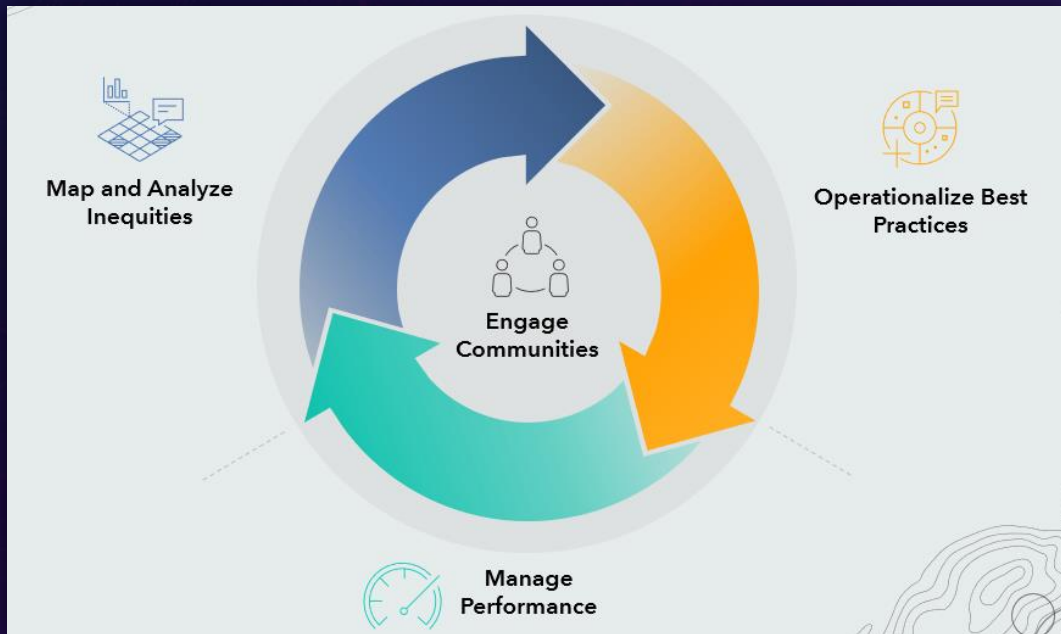 Map and Analyze
Inequities
Operationalize Best
Practices
Engage
Communities
Manage
Performance